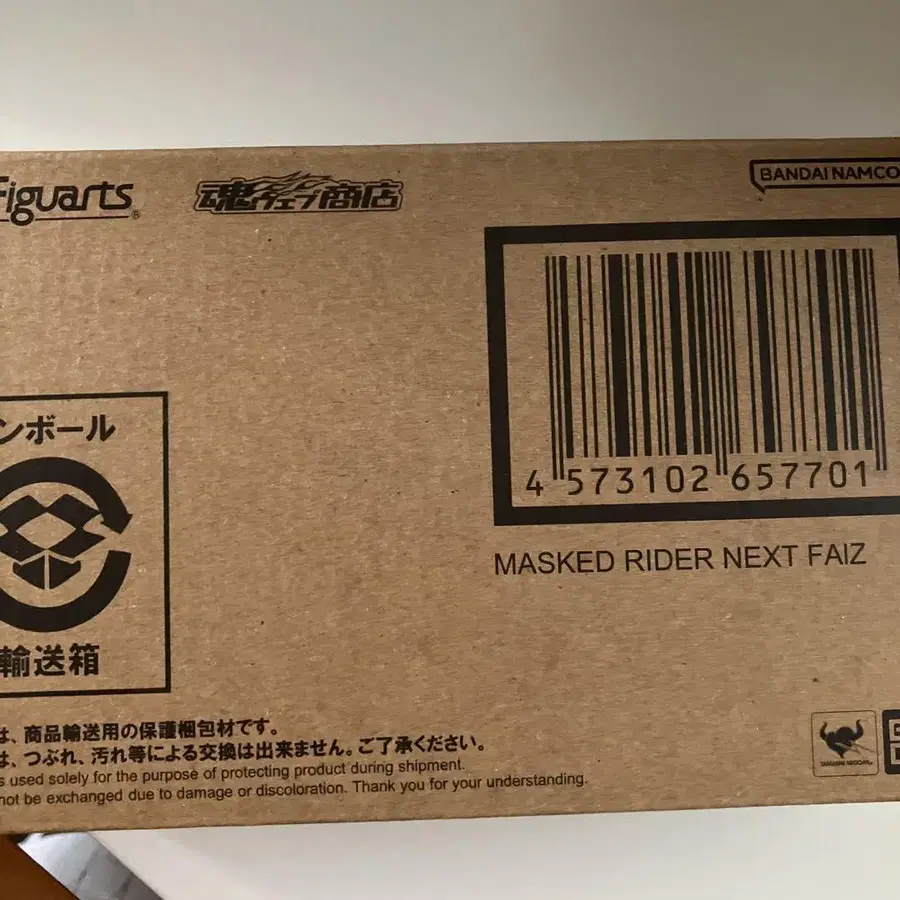 Figuarts
魂ウェブ商店
BANDAI NAMCO
4 573102 657701
MASKED RIDER NEXT FAIZ
ンボール
輸送箱
は、商品輸送用の保護梱包材です。
は、つぶれ、汚れ等による交換は出来ません。ご了承ください。
s used solely for the purpose of protecting product during shipment.
not be exchanged due to damage or discoloration. Thank you for your understanding.
TAMASHII NATIONS